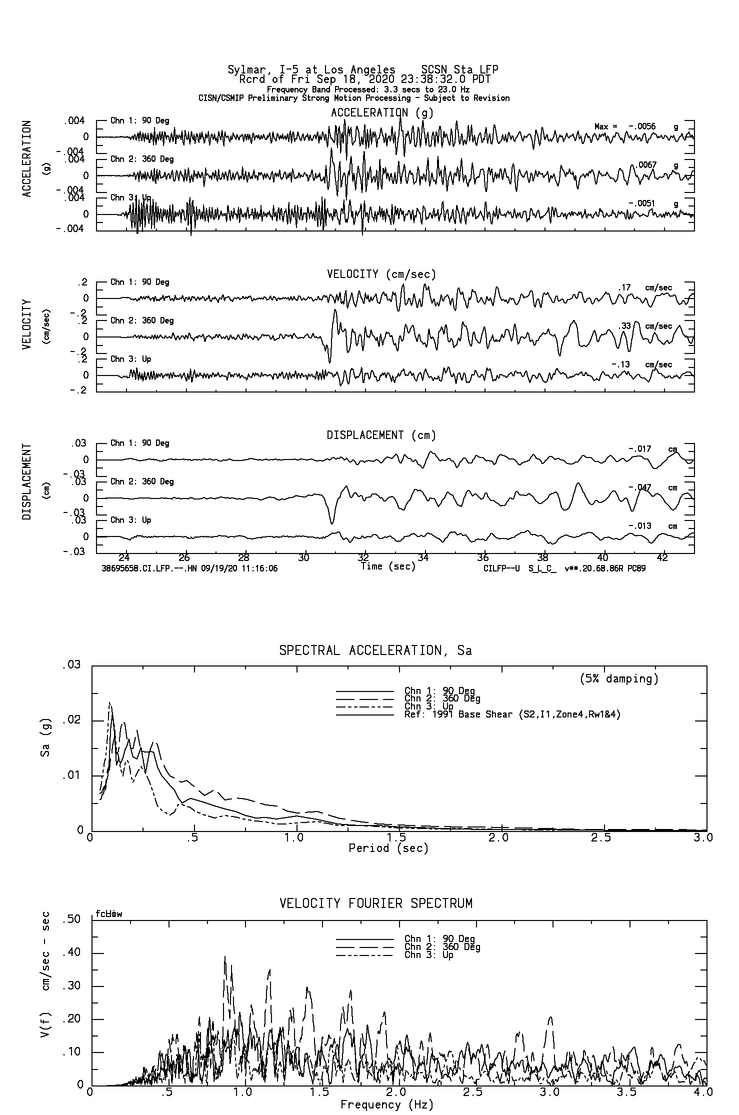 Sylmar, I-5 at Los Angeles SCSN Sta LFP
Rcrd of Fri Sep 18, 2020 23:38:32.0 PDT
Frequency Band Processed: 3.3 secs to 23.0 Hz
CISN/CSMIP Preliminary Strong Motion Processing - Subject to Revision
ACCELERATION (g)
ACCELERATION
(g)
.004
0
-.004
Chn 1: 90 Deg
Max = -.0056 g
.004
0
-.004
Chn 2: 360 Deg
.0067 g
.004
0
-.004
Chn 3: Up
-.0051 g
VELOCITY (cm/sec)
VELOCITY
(cm/sec)
.2
0
-.2
Chn 1: 90 Deg
.17 cm/sec
.2
0
-.2
Chn 2: 360 Deg
.33 cm/sec
.2
0
-.2
Chn 3: Up
-.13 cm/sec
DISPLACEMENT (cm)
DISPLACEMENT
(cm)
.03
0
-.03
Chn 1: 90 Deg
-.017 cm
.03
0
-.03
Chn 2: 360 Deg
-.047 cm
.03
0
-.03
Chn 3: Up
-.013 cm
24 26 28 30 32 34 36 38 40 42
Time (sec)
38695658.CI.LFP.--.HN 09/19/20 11:16:06
CILFP--U S_L_C_ v**.20.68.86R PC89
SPECTRAL ACCELERATION, Sa
(5% damping)
Chn 1: 90 Deg
Chn 2: 360 Deg
Chn 3: Up
Ref: 1991 Base Shear (S2,I1,Zone4,Rw1&4)
Sa (g)
.03
.02
.01
0
0 .5 1.0 1.5 2.0 2.5 3.0
Period (sec)
VELOCITY FOURIER SPECTRUM
Chn 1: 90 Deg
Chn 2: 360 Deg
Chn 3: Up
V(f) cm/sec - sec
.50
.40
.30
.20
.10
0
0 .5 1.0 1.5 2.0 2.5 3.0 3.5 4.0
Frequency (Hz)